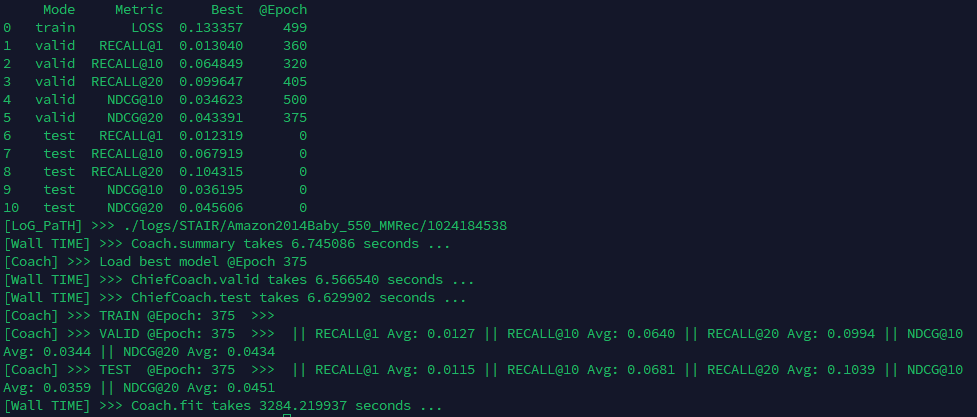 Mode Metric Best @Epoch
0 train LOSS 0.133357 499
1 valid RECALL@1 0.013040 360
2 valid RECALL@10 0.064849 320
3 valid RECALL@20 0.099647 405
4 valid NDCG@10 0.034623 500
5 valid NDCG@20 0.043391 375
6 test RECALL@1 0.012319 0
7 test RECALL@10 0.067919 0
8 test RECALL@20 0.104315 0
9 test NDCG@10 0.036195 0
10 test NDCG@20 0.045606 0
[LoG_PaTH] >>> ./logs/STAIR/Amazon2014Baby_550_MMRec/1024184538
[Wall TIME] >>> Coach.summary takes 6.745086 seconds ...
[Coach] >>> Load best model @Epoch 375
[Wall TIME] >>> ChiefCoach.valid takes 6.566540 seconds ...
[Wall TIME] >>> ChiefCoach.test takes 6.629902 seconds ...
[Coach] >>> TRAIN @Epoch: 375 >>>
[Coach] >>> VALID @Epoch: 375 >>> || RECALL@1 Avg: 0.0127 || RECALL@10 Avg: 0.0640 || RECALL@20 Avg: 0.0994 || NDCG@10
Avg: 0.0344 || NDCG@20 Avg: 0.0434
[Coach] >>> TEST @Epoch: 375 >>> || RECALL@1 Avg: 0.0115 || RECALL@10 Avg: 0.0681 || RECALL@20 Avg: 0.1039 || NDCG@10
Avg: 0.0359 || NDCG@20 Avg: 0.0451
[Wall TIME] >>> Coach.fit takes 3284.219937 seconds ...